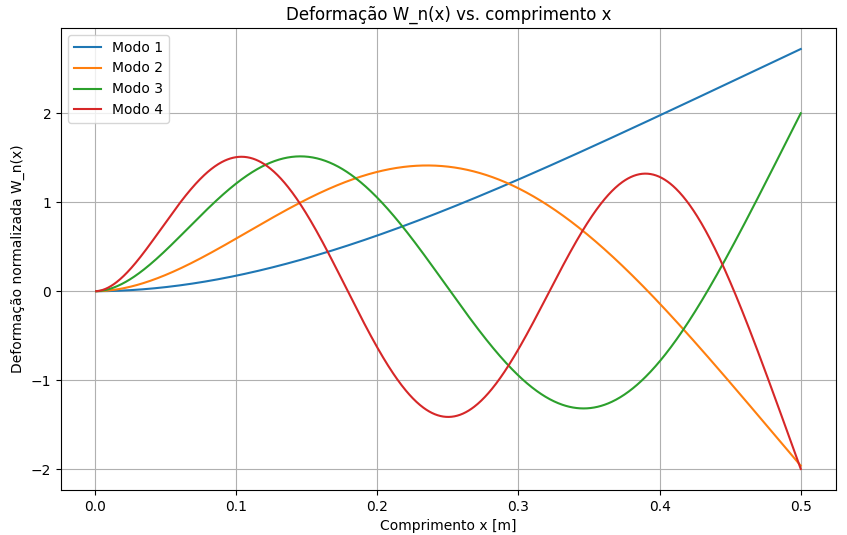 Deformação W_n(x) vs. comprimento x
Modo 1
Modo 2
Modo 3
Modo 4
Deformação normalizada W_n(x)
2
1
0
−1
−2
0.0 0.1 0.2 0.3 0.4 0.5
Comprimento x [m]